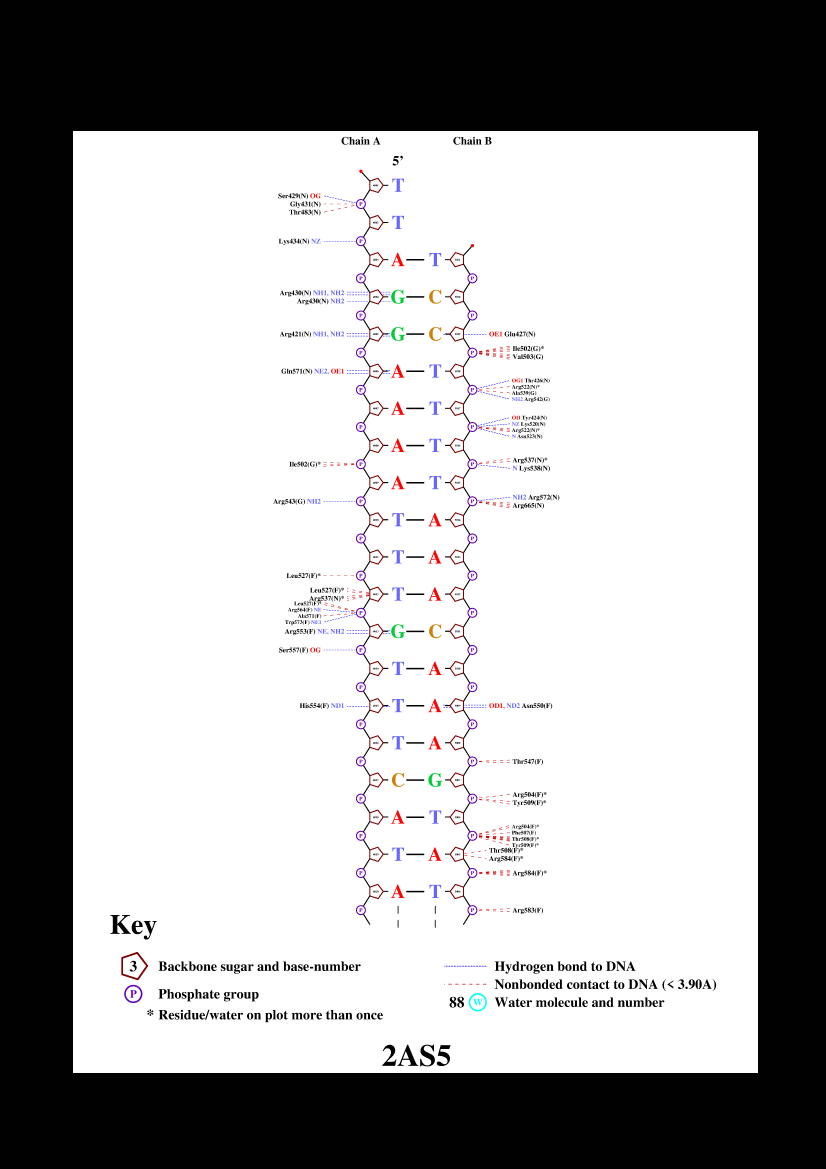 Chain A Chain B
5’
T
Ser429(N) OG
Gly431(N)
Thr483(N)
T
Lys434(N) NZ
A T
Arg430(N) NH1, NH2 G C
Arg430(N) NH2
Arg421(N) NH1, NH2 G C OE1 Glu427(N)
Ile502(G)*
Val503(G)
Gln571(N) NE2, OE1 A T
OG1 Thr426(N)
Arg522(N)*
Ala539(G)
NH2 Arg542(G)
A T
OH Tyr424(N)
NZ Lys520(N)
Arg522(N)*
N Asn523(N)
A T
Ile502(G)* Arg537(N)*
N Lys538(N)
A T
Arg543(G) NH2 NH2 Arg572(N)
Arg665(N)
T A
T A
Leu527(F)*
Leu527(F)* T A
Arg537(N)*
Leu527(F)*
Arg564(F) NE
Ala571(F)
Trp573(F) NE1
Arg553(F) NE, NH2 G C
Ser557(F) OG
T A
His554(F) ND1 T A OD1, ND2 Asn550(F)
T A
Thr547(F)
C G
Arg504(F)*
Tyr509(F)*
A T
Arg504(F)*
Phe507(F)
Thr508(F)*
Tyr509(F)*
T A Thr508(F)*
Arg584(F)*
Arg584(F)*
A T
Arg583(F)
Key
3 Backbone sugar and base-number Hydrogen bond to DNA
Nonbonded contact to DNA (< 3.90A)
P Phosphate group 88 W Water molecule and number
* Residue/water on plot more than once
2AS5